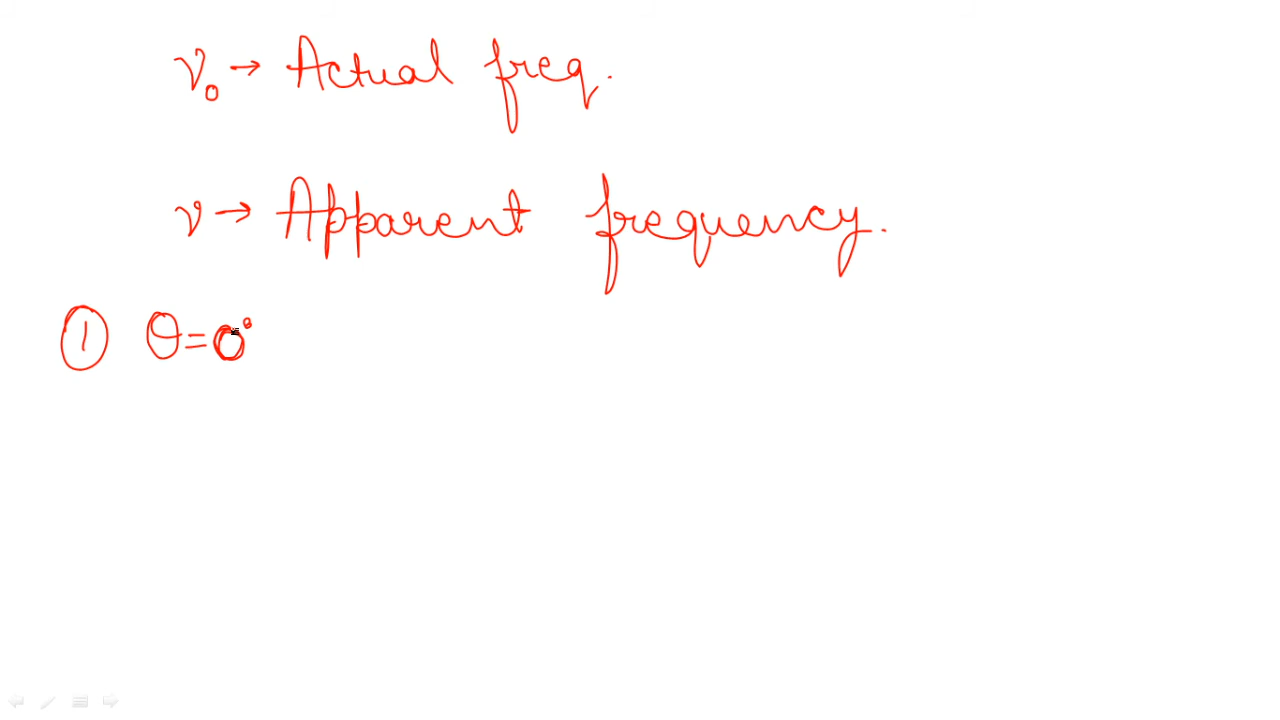 ν₀ → Actual freq.
ν → Apparent frequency.
① θ = 0°